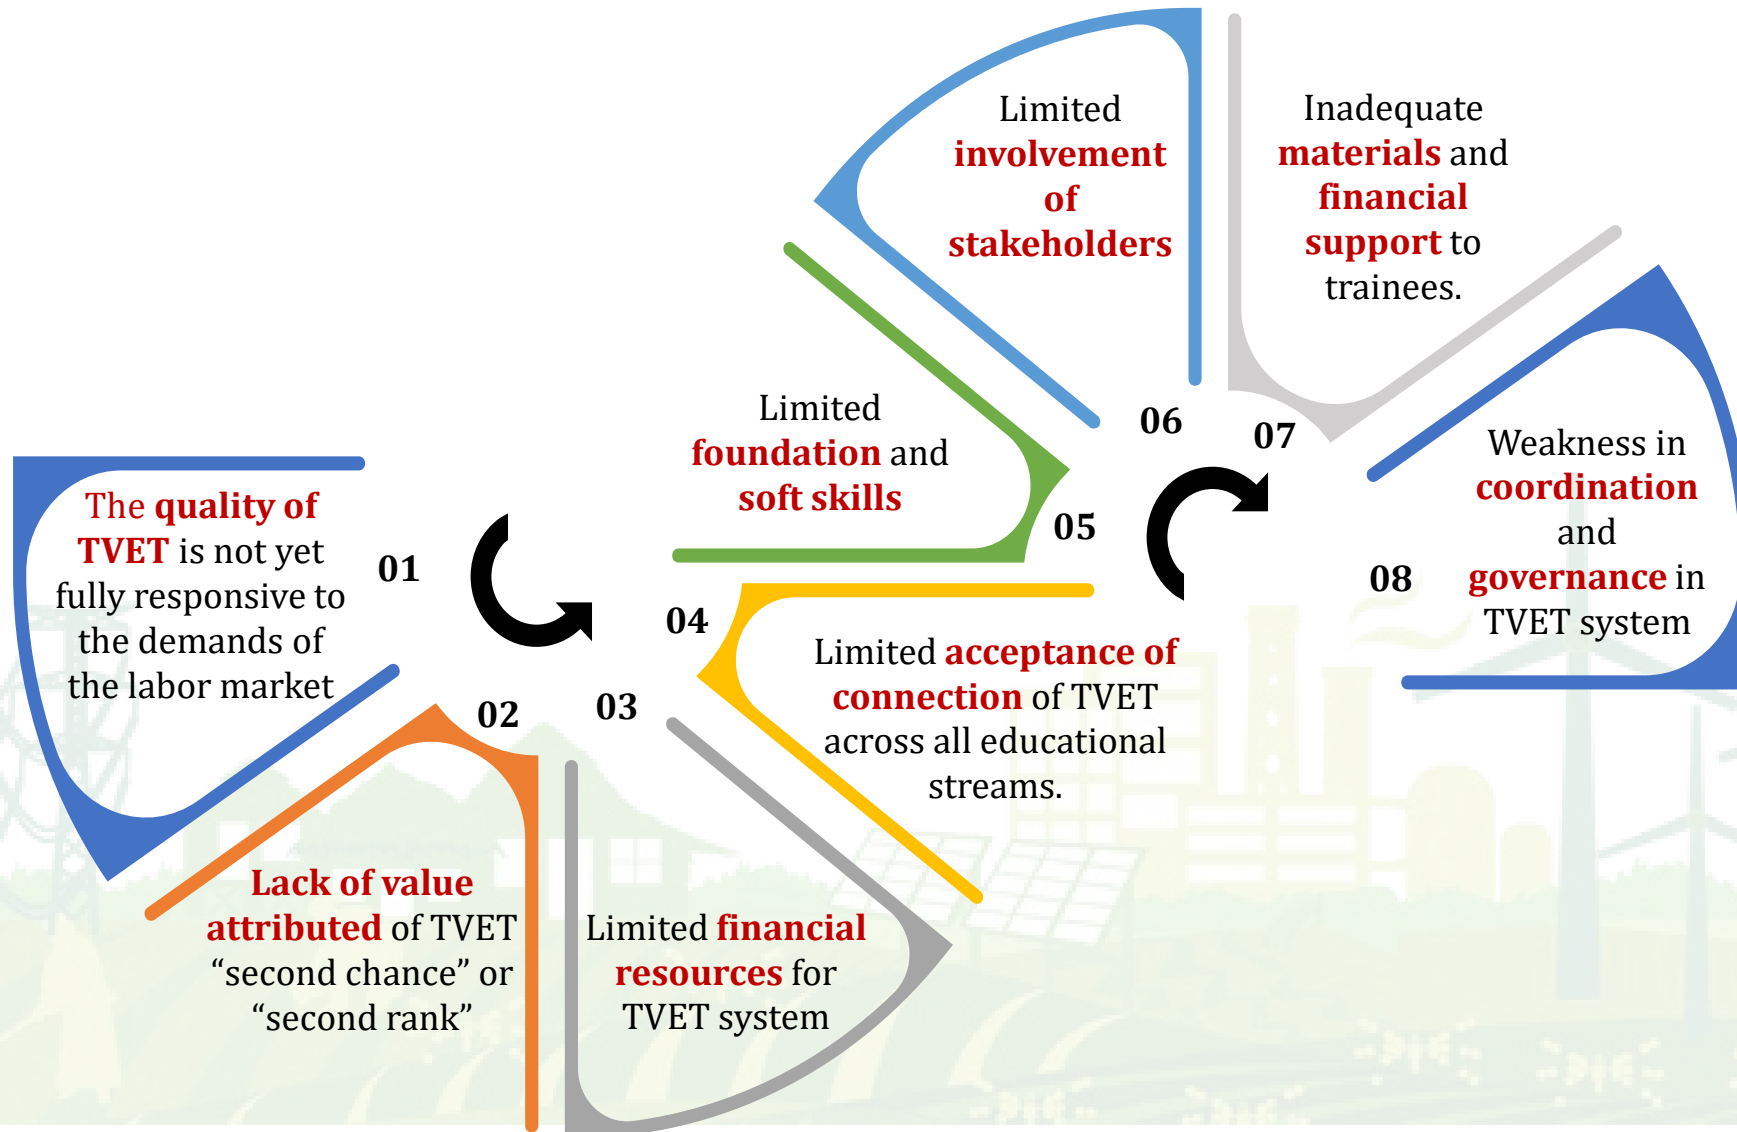 01
The quality of
TVET is not yet
fully responsive to
the demands of
the labor market
02
Lack of value
attributed of TVET
“second chance” or
“second rank”
03
Limited financial
resources for
TVET system
04
Limited acceptance of
connection of TVET
across all educational
streams.
05
Limited
foundation and
soft skills
06
Limited
involvement
of
stakeholders
07
Inadequate
materials and
financial
support to
trainees.
08
Weakness in
coordination
and
governance in
TVET system